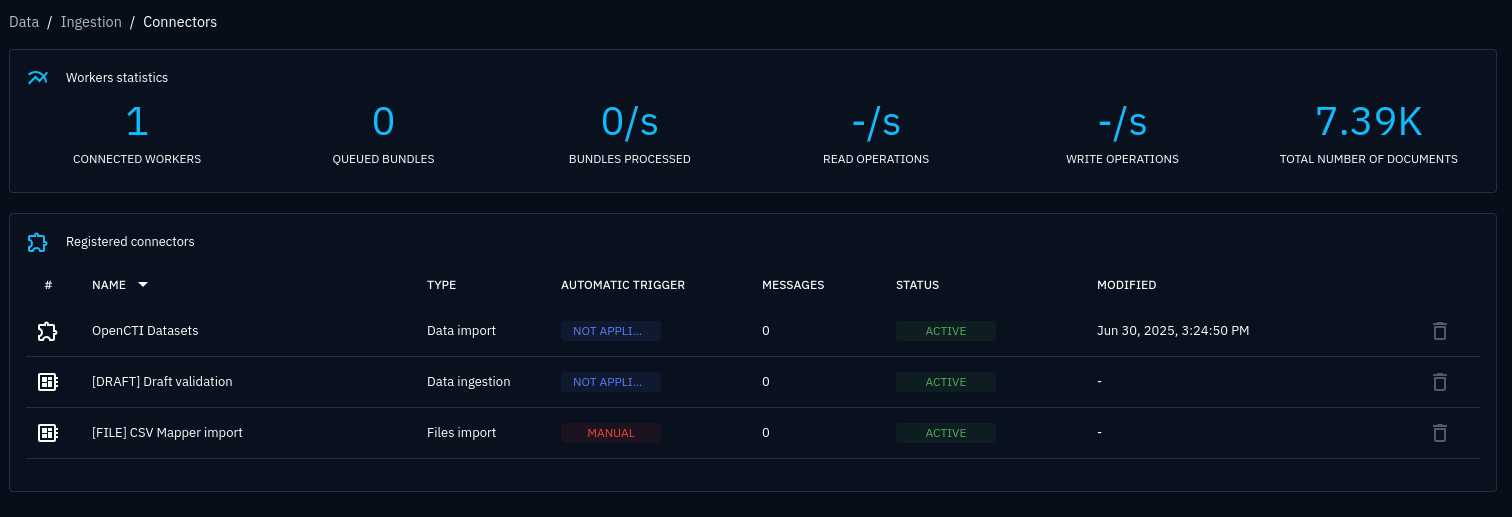 Data / Ingestion / Connectors
Workers statistics
1 0 0/s -/s -/s 7.39K
CONNECTED WORKERS QUEUED BUNDLES BUNDLES PROCESSED READ OPERATIONS WRITE OPERATIONS TOTAL NUMBER OF DOCUMENTS
Registered connectors
# NAME TYPE AUTOMATIC TRIGGER MESSAGES STATUS MODIFIED
OpenCTI Datasets Data import NOT APPLI... 0 ACTIVE Jun 30, 2025, 3:24:50 PM
[DRAFT] Draft validation Data ingestion NOT APPLI... 0 ACTIVE -
[FILE] CSV Mapper import Files import MANUAL 0 ACTIVE -